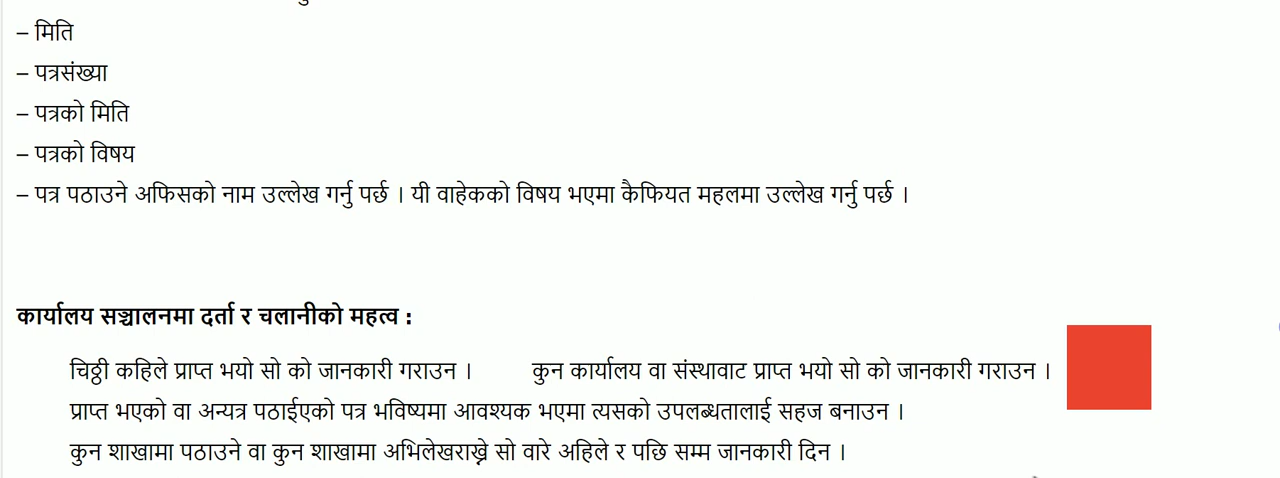 – मिति
– पत्रसंख्या
– पत्रको मिति
– पत्रको विषय
– पत्र पठाउने अफिसको नाम उल्लेख गर्नु पर्छ । यी वाहेकको विषय भएमा कैफियत महलमा उल्लेख गर्नु पर्छ ।
कार्यालय सञ्चालनमा दर्ता र चलानीको महत्व :
चिठ्ठी कहिले प्राप्त भयो सो को जानकारी गराउन । कुन कार्यालय वा संस्थावाट प्राप्त भयो सो को जानकारी गराउन ।
प्राप्त भएको वा अन्यत्र पठाईएको पत्र भविष्यमा आवश्यक भएमा त्यसको उपलब्धतालाई सहज बनाउन ।
कुन शाखामा पठाउने वा कुन शाखामा अभिलेखराख्ने सो वारे अहिले र पछि सम्म जानकारी दिन ।